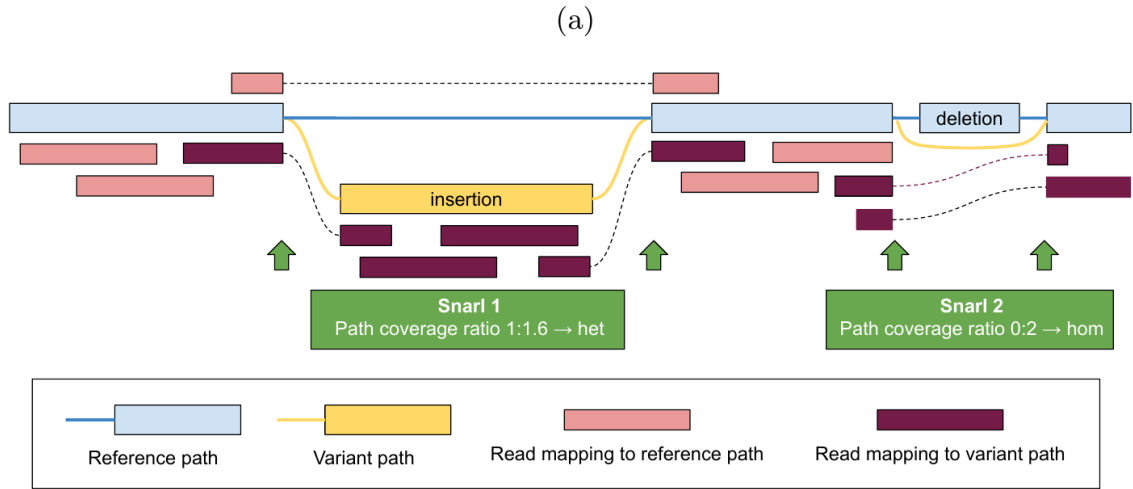 (a)
deletion
insertion
Snarl 1
Path coverage ratio 1:1.6 → het
Snarl 2
Path coverage ratio 0:2 → hom
Reference path
Variant path
Read mapping to reference path
Read mapping to variant path